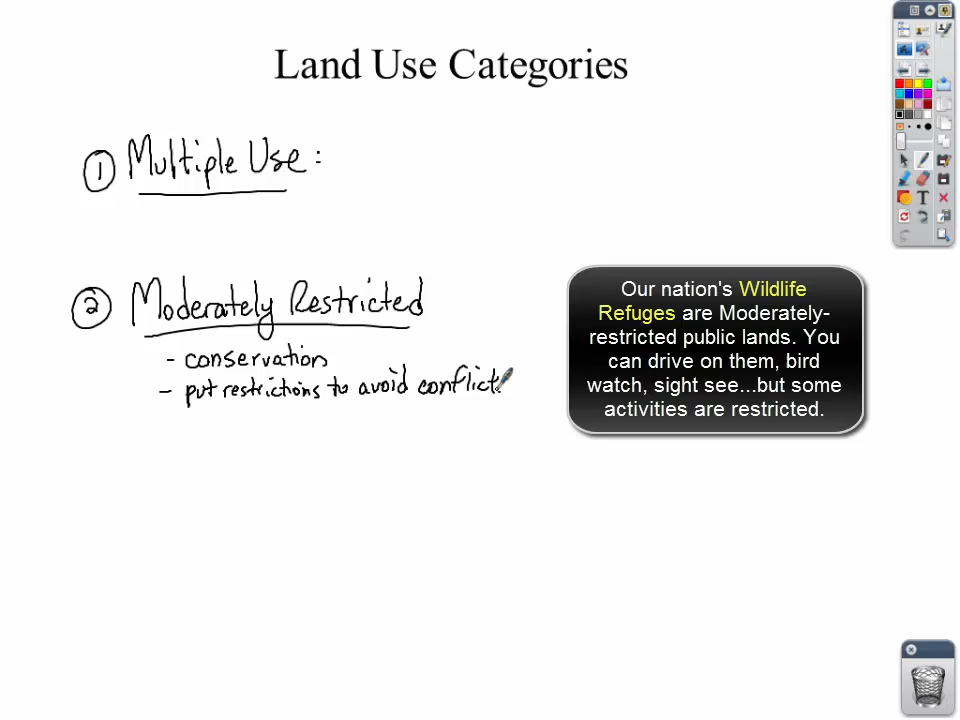 Land Use Categories
① Multiple Use :
② Moderately Restricted
- conservation
- put restrictions to avoid conflict
Our nation's Wildlife
Refuges are Moderately-
restricted public lands. You
can drive on them, bird
watch, sight see...but some
activities are restricted.
T